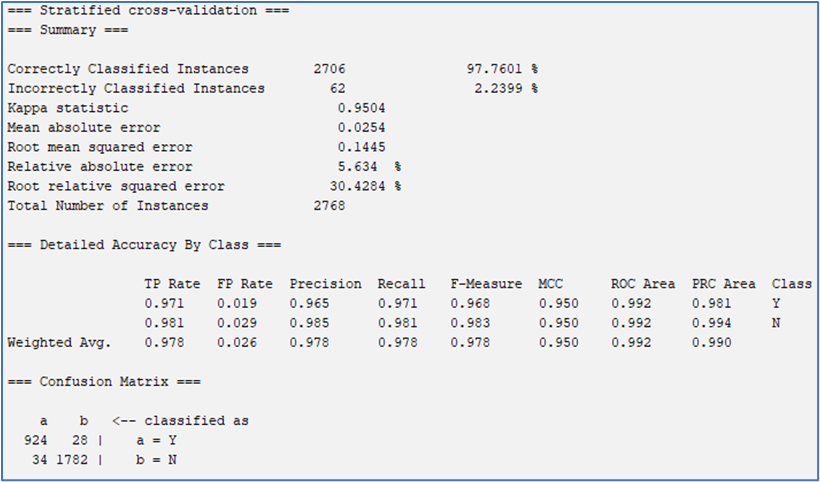 === Stratified cross-validation ===
=== Summary ===
Correctly Classified Instances 2706 97.7601 %
Incorrectly Classified Instances 62 2.2399 %
Kappa statistic 0.9504
Mean absolute error 0.0254
Root mean squared error 0.1445
Relative absolute error 5.634 %
Root relative squared error 30.4284 %
Total Number of Instances 2768
=== Detailed Accuracy By Class ===
TP Rate FP Rate Precision Recall F-Measure MCC ROC Area PRC Area Class
0.971 0.019 0.965 0.971 0.968 0.950 0.992 0.981 Y
0.981 0.029 0.985 0.981 0.983 0.950 0.992 0.994 N
Weighted Avg. 0.978 0.026 0.978 0.978 0.978 0.950 0.992 0.990
=== Confusion Matrix ===
a b <-- classified as
924 28 | a = Y
34 1782 | b = N